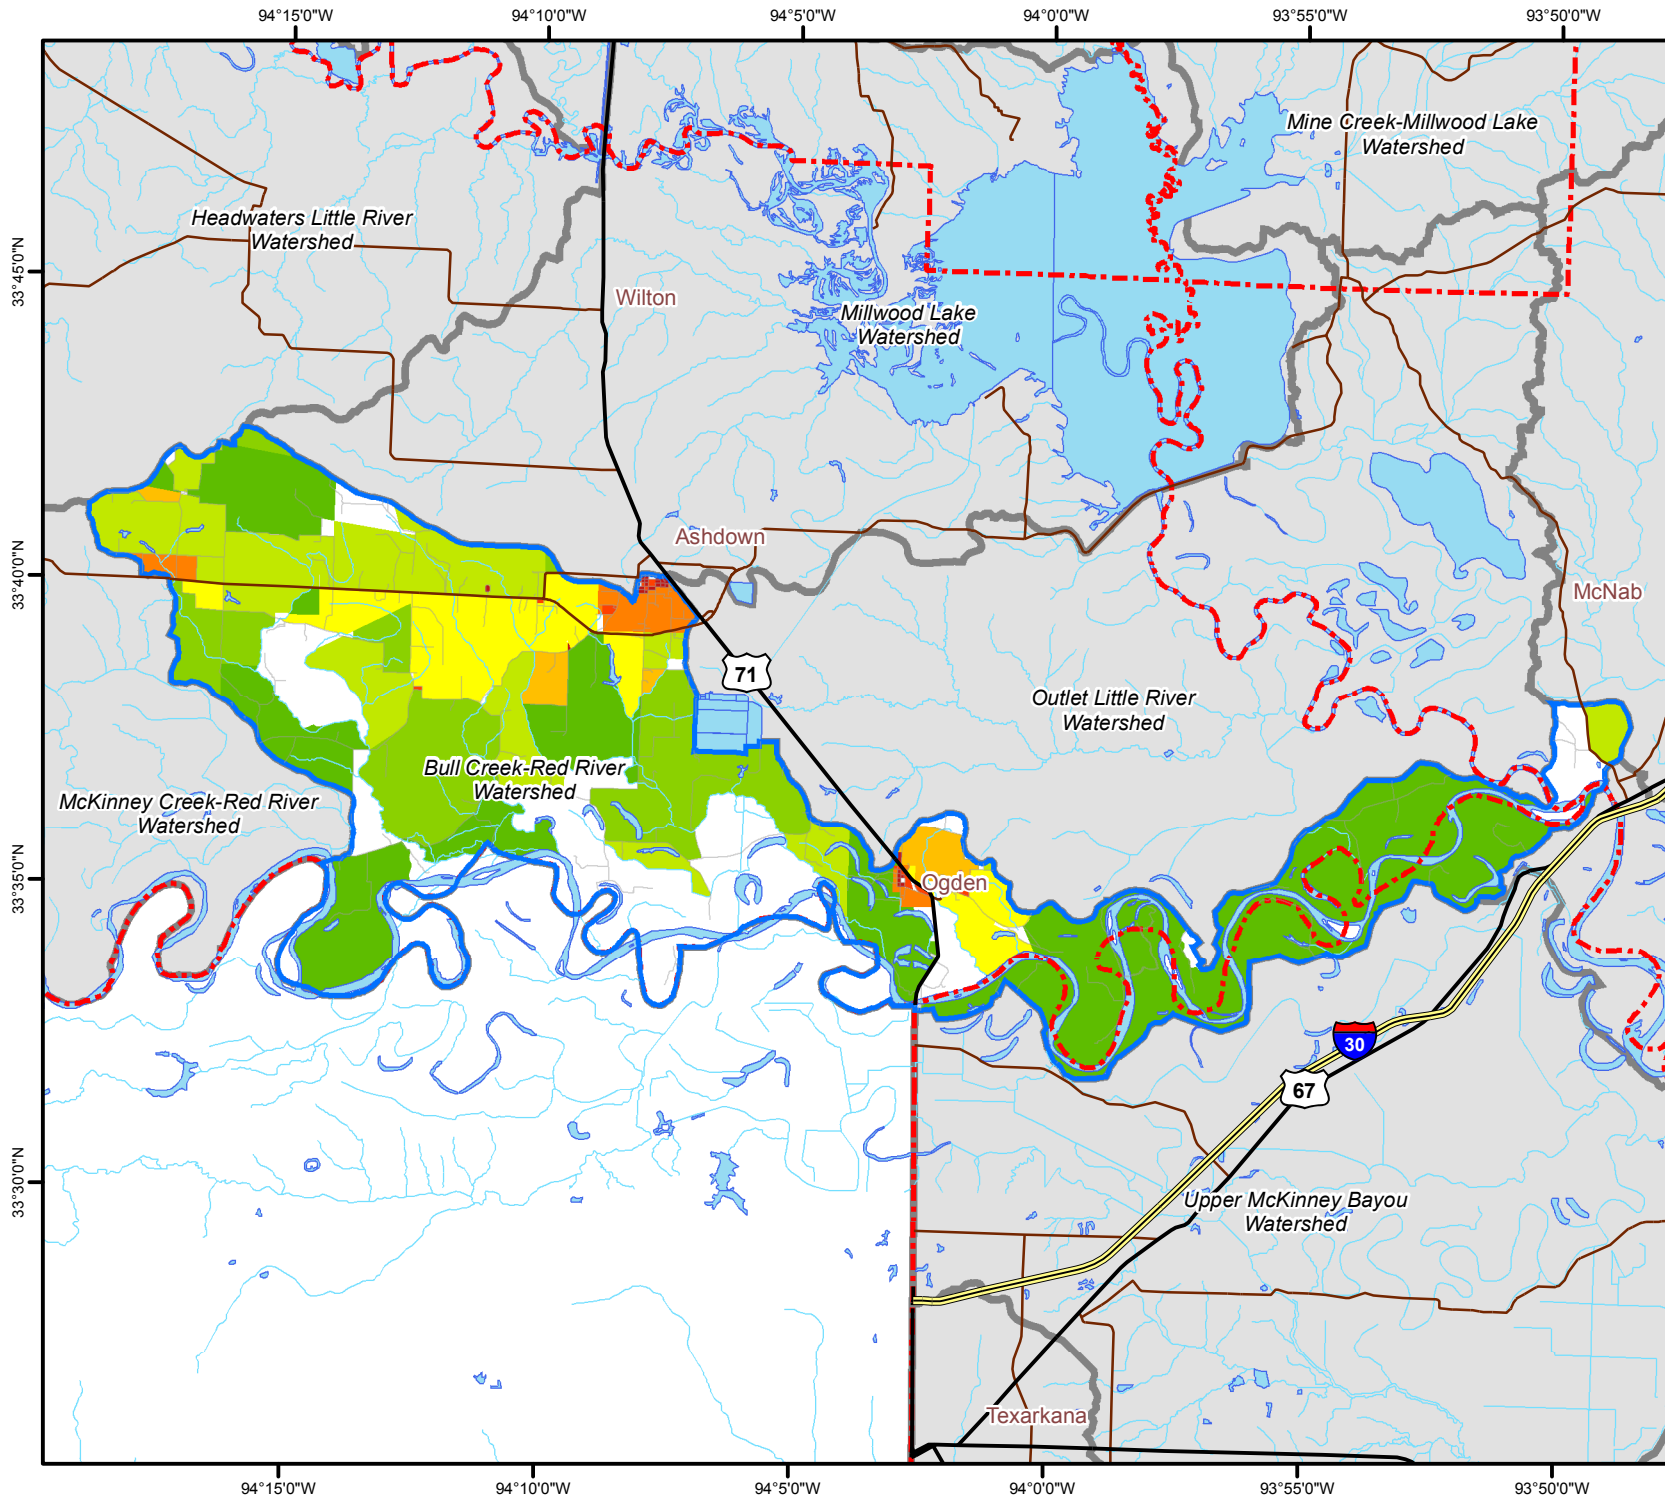 94°15'0"W 94°10'0"W 94°5'0"W 94°0'0"W 93°55'0"W 93°50'0"W
Mine Creek-Millwood Lake
Watershed
Headwaters Little River
Watershed
33°45'0"N
Wilton
Millwood Lake
Watershed
Ashdown
33°40'0"N
McNab
71
Outlet Little River
Watershed
Bull Creek-Red River
Watershed
McKinney Creek-Red River
Watershed
33°35'0"N
Ogden
30
67
33°30'0"N
Upper McKinney Bayou
Watershed
Texarkana
94°15'0"W 94°10'0"W 94°5'0"W 94°0'0"W 93°55'0"W 93°50'0"W